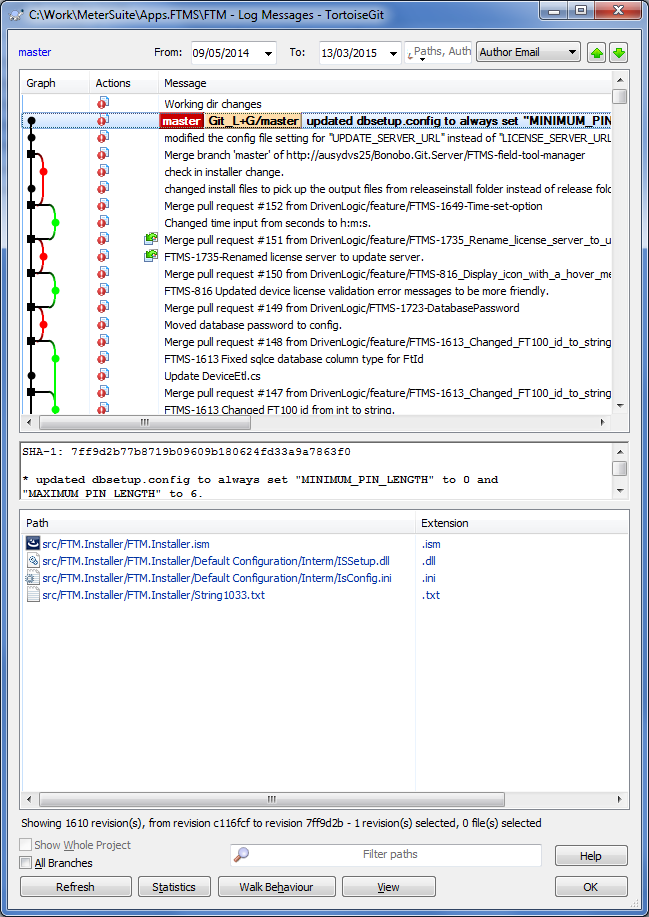 C:\Work\MeterSuite\Apps.FTMS\FTM - Log Messages - TortoiseGit
master From: 09/05/2014 To: 13/03/2015 Paths, Auth Author Email
Graph Actions Message
Working dir changes
master Git_L+G/master updated dbsetup.config to always set "MINIMUM_PIN
modified the config file setting for "UPDATE_SERVER_URL" instead of "LICENSE_SERVER_URL
Merge branch 'master' of http://ausydvs25/Bonobo.Git.Server/FTMS-field-tool-manager
check in installer change.
changed install files to pick up the output files from releaseinstall folder instead of release fold
Merge pull request #152 from DrivenLogic/feature/FTMS-1649-Time-set-option
Changed time input from seconds to h:m:s.
Merge pull request #151 from DrivenLogic/feature/FTMS-1735_Rename_license_server_to_u
FTMS-1735-Renamed license server to update server.
Merge pull request #150 from DrivenLogic/feature/FTMS-816_Display_icon_with_a_hover_me
FTMS-816 Updated device license validation error messages to be more friendly.
Merge pull request #149 from DrivenLogic/FTMS-1723-DatabasePassword
Moved database password to config.
Merge pull request #148 from DrivenLogic/feature/FTMS-1613_Changed_FT100_id_to_string
FTMS-1613 Fixed sqlce database column type for FtId
Update DeviceEtl.cs
Merge pull request #147 from DrivenLogic/feature/FTMS-1613_Changed_FT100_id_to_string
FTMS-1613 Changed FT100 id from int to string.
SHA-1: 7ff9d2b77b8719b09609b180624fd33a9a7863f0
* updated dbsetup.config to always set "MINIMUM_PIN_LENGTH" to 0 and
"MAXIMUM PIN LENGTH" to 6.
Path Extension
src/FTM.Installer/FTM.Installer.ism .ism
src/FTM.Installer/FTM.Installer/Default Configuration/Interm/ISSetup.dll .dll
src/FTM.Installer/FTM.Installer/Default Configuration/Interm/IsConfig.ini .ini
src/FTM.Installer/FTM.Installer/String1033.txt .txt
Showing 1610 revision(s), from revision c116fcf to revision 7ff9d2b - 1 revision(s) selected, 0 file(s) selected
Show Whole Project
All Branches
Filter paths
Help
Refresh Statistics Walk Behaviour View OK